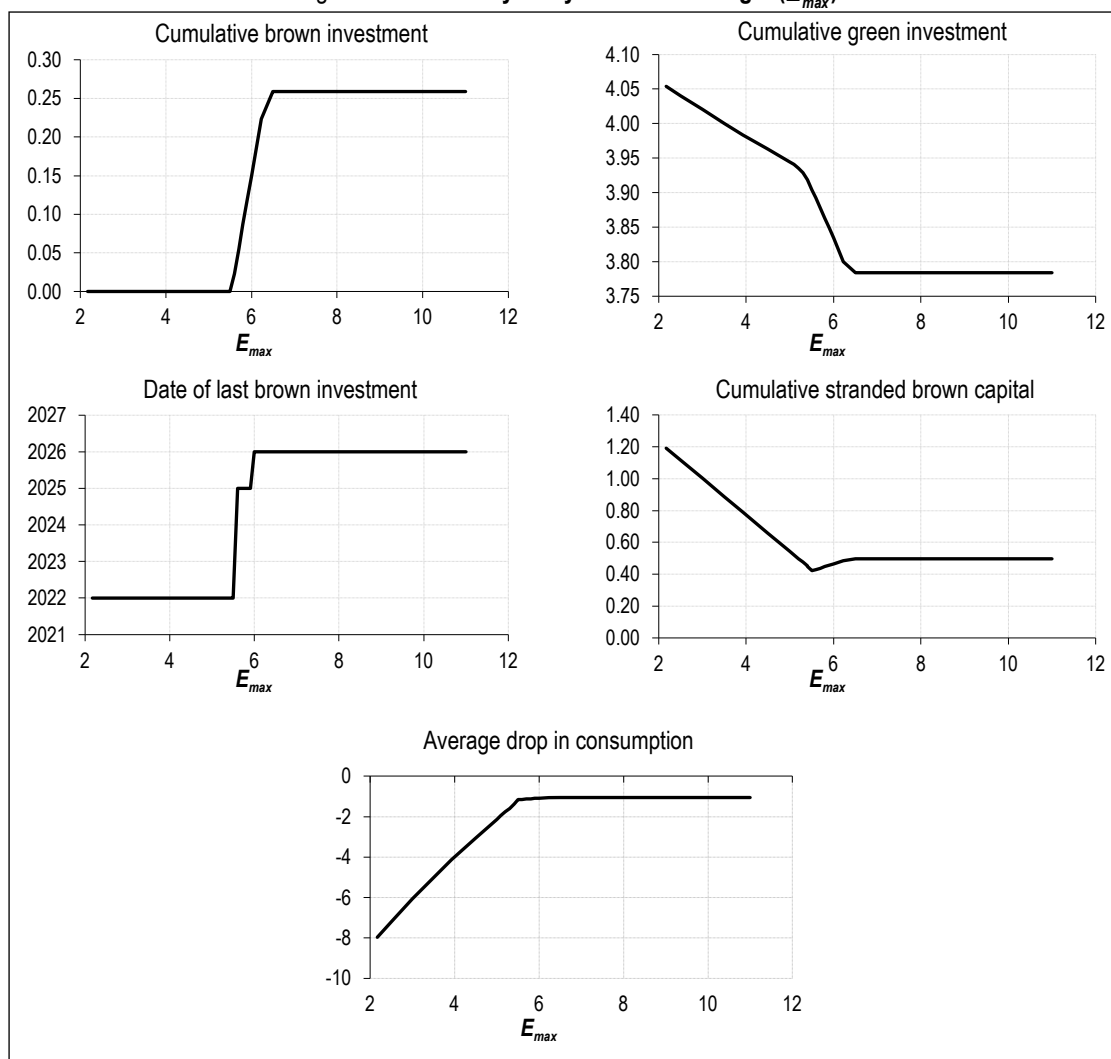 Cumulative brown investment
0.30
0.25
0.20
0.15
0.10
0.05
0.00
2 4 6 8 10 12
Emax
Cumulative green investment
4.10
4.05
4.00
3.95
3.90
3.85
3.80
3.75
2 4 6 8 10 12
Emax
Date of last brown investment
2027
2026
2025
2024
2023
2022
2021
2 4 6 8 10 12
Emax
Cumulative stranded brown capital
1.40
1.20
1.00
0.80
0.60
0.40
0.20
0.00
2 4 6 8 10 12
Emax
Average drop in consumption
0
-2
-4
-6
-8
-10
2 4 6 8 10 12
Emax